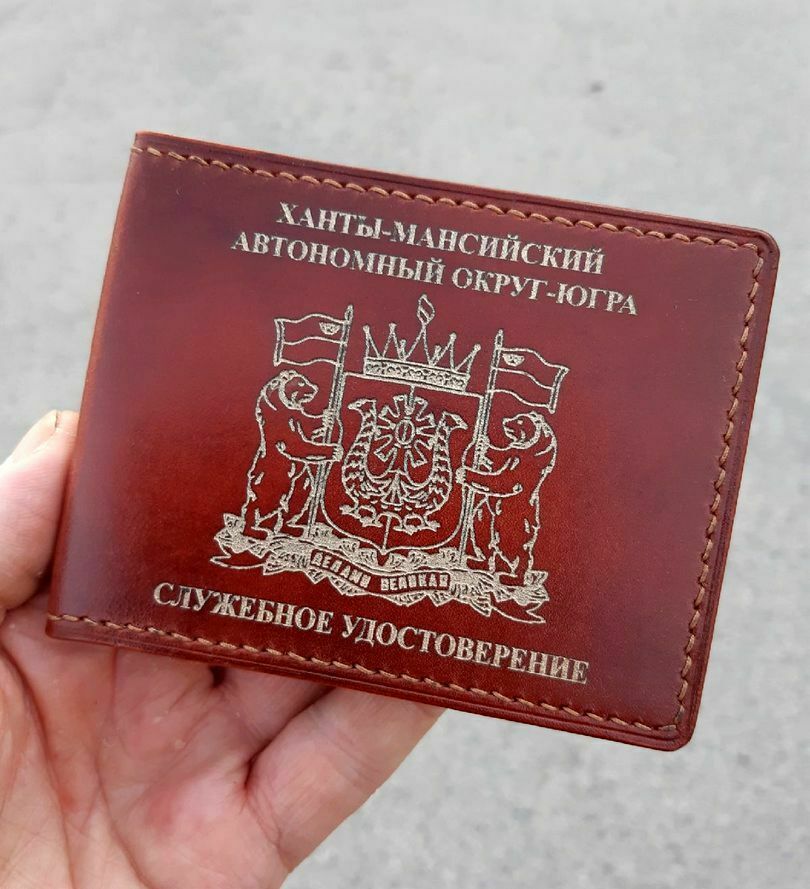 ХАНТЫ-МАНСИЙСКИЙ
АВТОНОМНЫЙ ОКРУГ-ЮГРА
ДЕЛАМИ ВЕЛИКАЯ
СЛУЖЕБНОЕ УДОСТОВЕРЕНИЕ